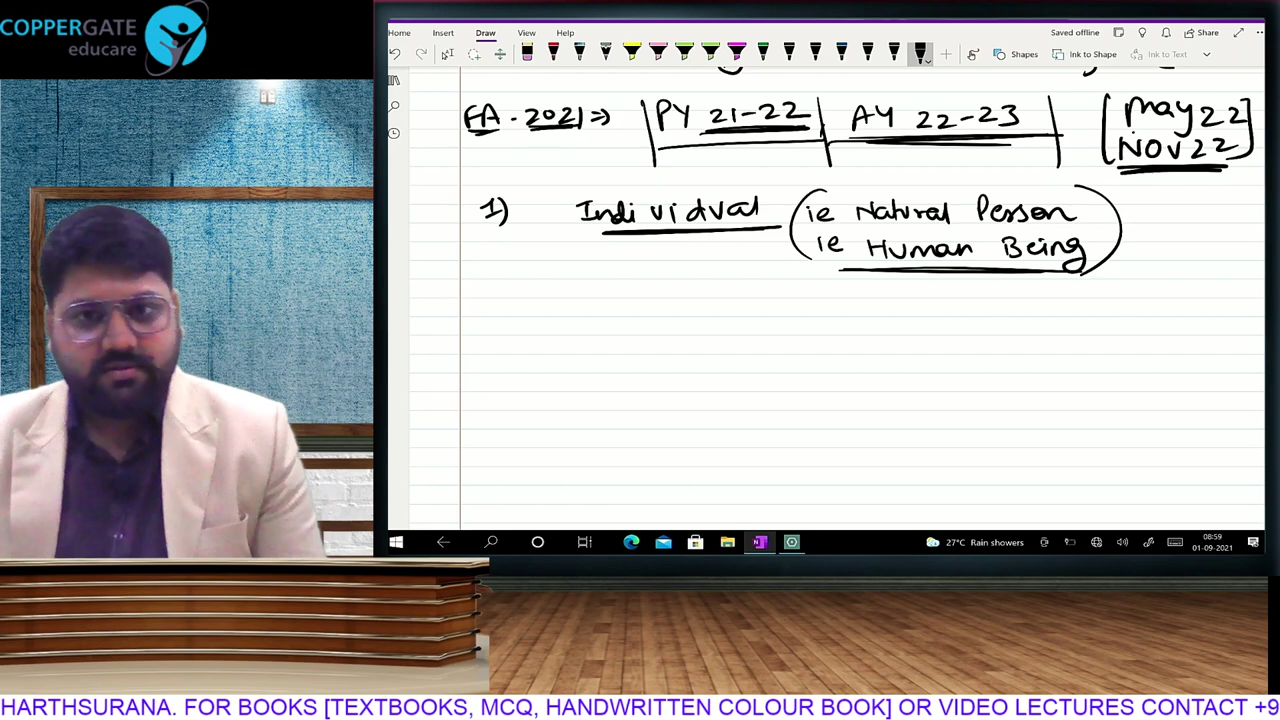 COPPERGATE
educare
Home Insert Draw View Help
Saved offline
Share
Shapes
Ink to Shape
Ink to Text
FA - 2021 ⇒ PY 21-22 AY 22-23 [May 22
NOV 22]
1) Individual (ie Natural Person
ie Human Being)
27°C Rain showers
08:59
01-09-2021
HARTHSURANA. FOR BOOKS [TEXTBOOKS, MCQ, HANDWRITTEN COLOUR BOOK] OR VIDEO LECTURES CONTACT +9